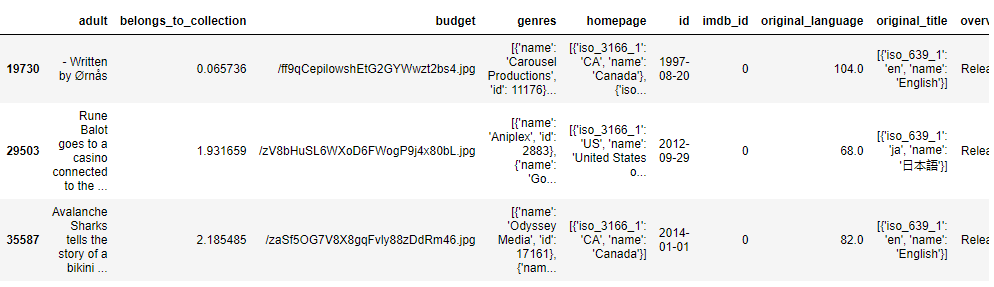 adult belongs_to_collection budget genres homepage id imdb_id original_language original_title overv
19730 - Written by Ørnås 0.065736 /ff9qCepilowshEtG2GYWwzt2bs4.jpg [{'name': 'Carousel Productions', 'id': 11176}... [{'iso_3166_1': 'CA', 'name': 'Canada'}, {'iso... 1997-08-20 0 104.0 [{'iso_639_1': 'en', 'name': 'English'}] Relea
29503 Rune Balot goes to a casino connected to the ... 1.931659 /zV8bHuSL6WXoD6FWogP9j4x80bL.jpg [{'name': 'Aniplex', 'id': 2883}, {'name': 'Go... [{'iso_3166_1': 'US', 'name': 'United States o... 2012-09-29 0 68.0 [{'iso_639_1': 'ja', 'name': '日本語'}] Relea
35587 Avalanche Sharks tells the story of a bikini ... 2.185485 /zaSf5OG7V8X8gqFvly88zDdRm46.jpg [{'name': 'Odyssey Media', 'id': 17161}, {'nam... [{'iso_3166_1': 'CA', 'name': 'Canada'}] 2014-01-01 0 82.0 [{'iso_639_1': 'en', 'name': 'English'}] Relea